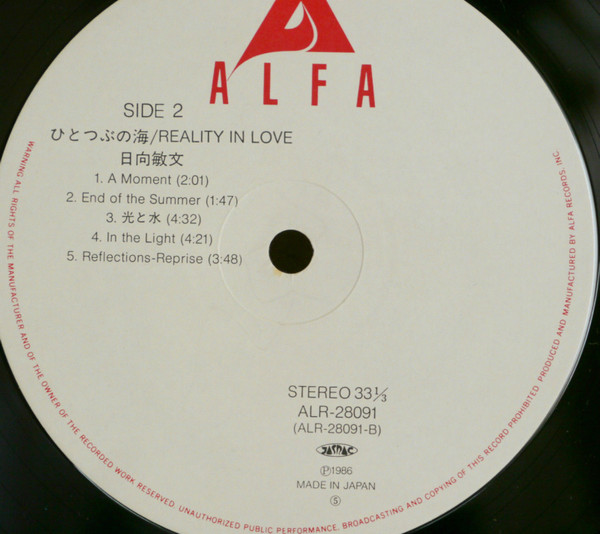 ALFA
SIDE 2
ひとつぶの海/REALITY IN LOVE
日向敏文
1. A Moment (2:01)
2. End of the Summer (1:47)
3. 光と水 (4:32)
4. In the Light (4:21)
5. Reflections-Reprise (3:48)
STEREO 33⅓
ALR-28091
(ALR-28091-B)
JASRAC
Ⓟ1986
MADE IN JAPAN
Ⓢ
WARNING: ALL RIGHTS OF THE MANUFACTURER AND OF THE OWNER OF THE RECORDED WORK RESERVED. UNAUTHORIZED PUBLIC PERFORMANCE, BROADCASTING AND COPYING OF THIS RECORD PROHIBITED. PRODUCED AND MANUFACTURED BY ALFA RECORDS, INC.